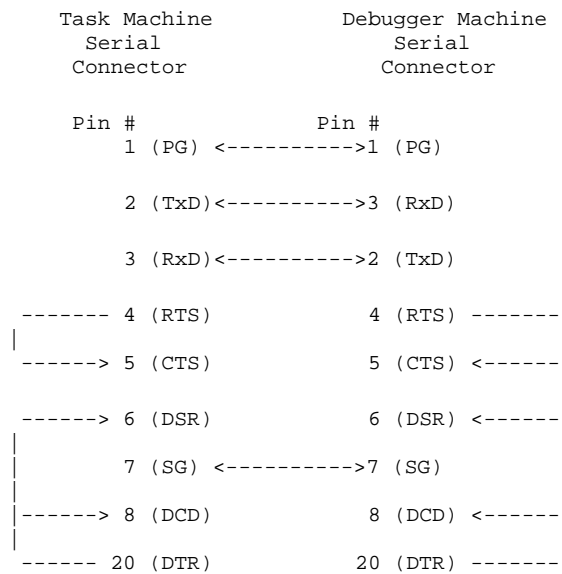 Task Machine Debugger Machine
Serial Serial
Connector Connector
Pin # Pin #
1 (PG) <---------->1 (PG)
2 (TxD)<---------->3 (RxD)
3 (RxD)<---------->2 (TxD)
------- 4 (RTS) 4 (RTS) -------
|
------> 5 (CTS) 5 (CTS) <------
------> 6 (DSR) 6 (DSR) <------
|
| 7 (SG) <---------->7 (SG)
|
|------> 8 (DCD) 8 (DCD) <------
|
------ 20 (DTR) 20 (DTR) -------